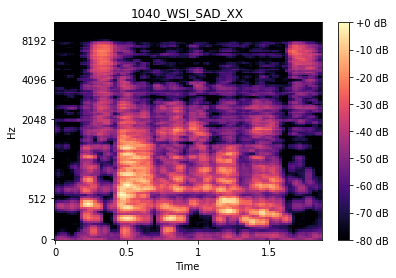 1040_WSI_SAD_XX
Hz
8192
4096
2048
1024
512
0
0
0.5
1
1.5
Time
+0 dB
-10 dB
-20 dB
-30 dB
-40 dB
-50 dB
-60 dB
-70 dB
-80 dB